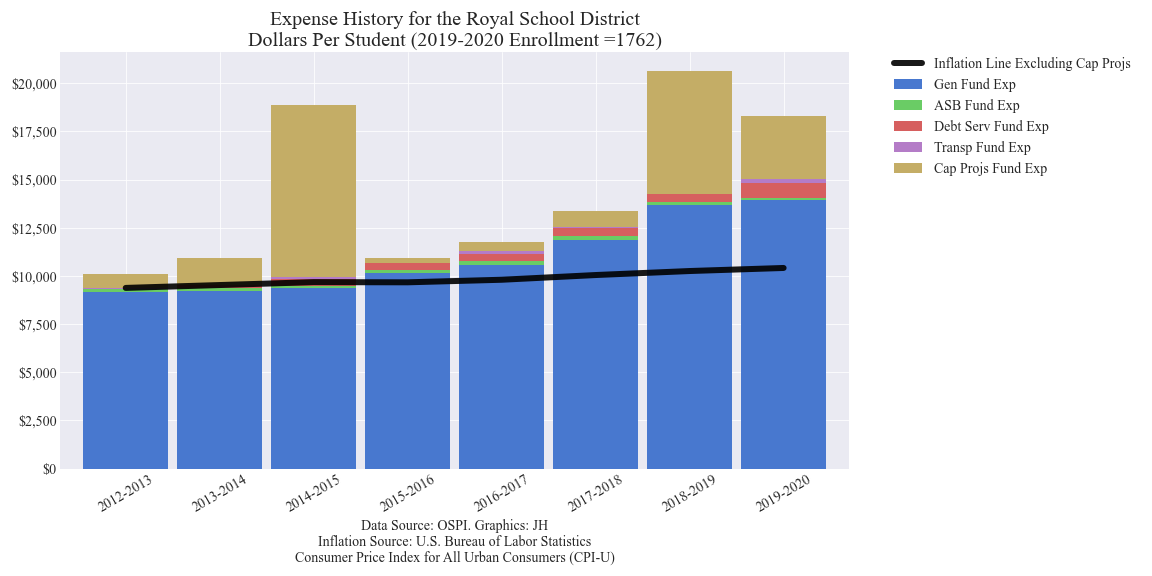 Expense History for the Royal School District
Dollars Per Student (2019-2020 Enrollment =1762)
$20,000
$17,500
$15,000
$12,500
$10,000
$7,500
$5,000
$2,500
$0
2012-2013
2013-2014
2014-2015
2015-2016
2016-2017
2017-2018
2018-2019
2019-2020
Inflation Line Excluding Cap Projs
Gen Fund Exp
ASB Fund Exp
Debt Serv Fund Exp
Transp Fund Exp
Cap Projs Fund Exp
Data Source: OSPI. Graphics: JH
Inflation Source: U.S. Bureau of Labor Statistics
Consumer Price Index for All Urban Consumers (CPI-U)